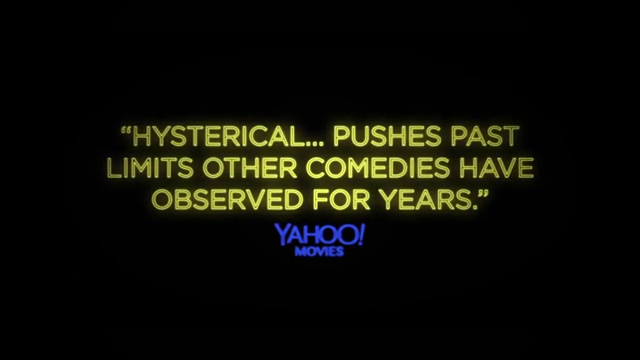 “HYSTERICAL... PUSHES PAST
LIMITS OTHER COMEDIES HAVE
OBSERVED FOR YEARS.”
YAHOO!
MOVIES